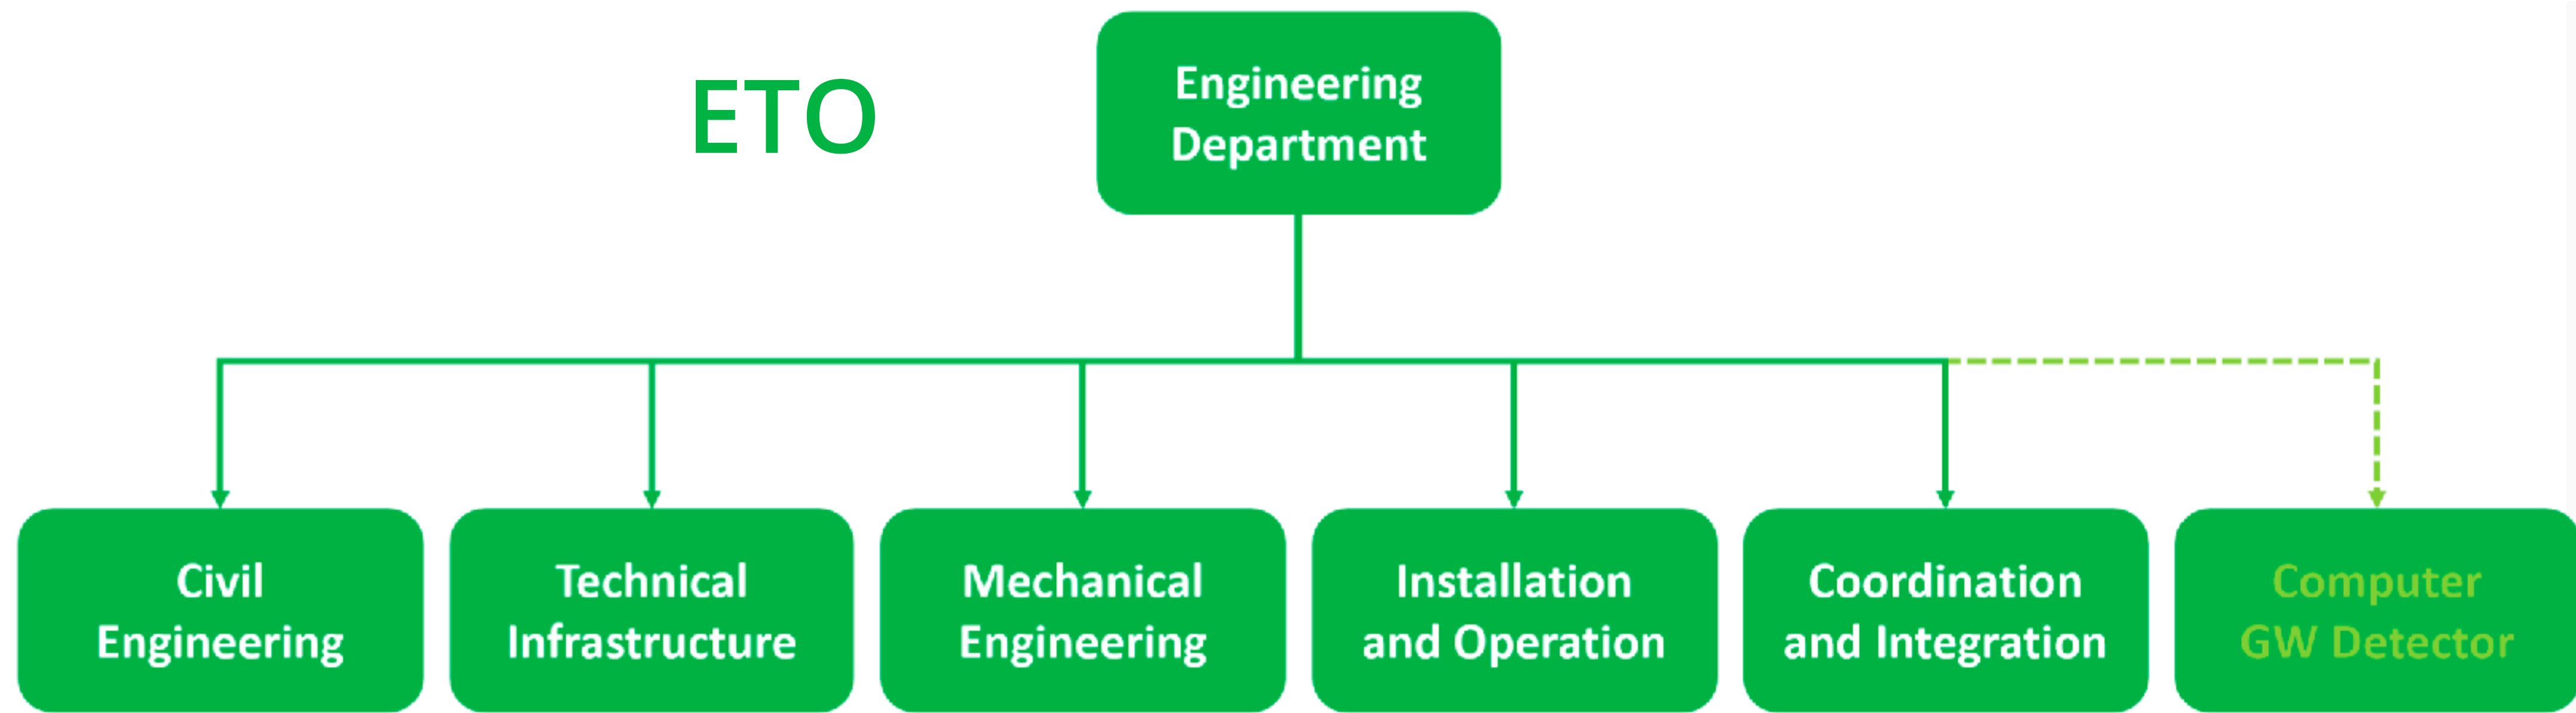 ETO
Engineering
Department
Civil
Engineering
Technical
Infrastructure
Mechanical
Engineering
Installation
and Operation
Coordination
and Integration
Computer
GW Detector